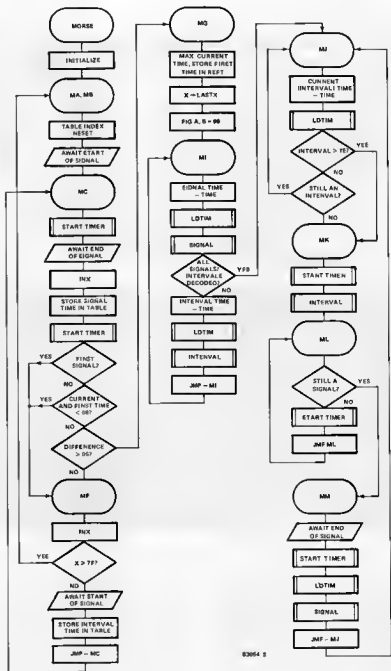 MORSE
INITIALIZE
MA, MB
TABLE INDEX
RESET
AWAIT START
OF SIGNAL
MC
START TIMER
AWAIT END
OF SIGNAL
INX
STORE SIGNAL
TIME IN TABLE
START TIMER
YES
FIRST
SIGNAL?
NO
YES
CURRENT
AND FIRST TIME
< 06?
NO
DIFFERENCE
> 05?
NO
MF
INX
YES
X > 7F?
NO
AWAIT START
OF SIGNAL
STORE INTERVAL
TIME IN TABLE
JMP - MC
MG
MAX CURRENT
TIME, STORE FIRST
TIME IN REFT
X → LASTX
MI
SIGNAL TIME
- TIME
LDTIM
SIGNAL
ALL
SIGNALS/
INTERVALS
DECODED?
YES
NO
INTERVAL TIME
- TIME
LDTIM
INTERVAL
JMP - MI
MJ
CURRENT
(INTERVAL) TIME
- TIME
LDTIM
INTERVAL > 7E?
YES
NO
YES
STILL AN
INTERVAL?
NO
MK
START TIMER
INTERVAL
ML
STILL A
SIGNAL?
YES
NO
START TIMER
JMP ML
MM
AWAIT END
OF SIGNAL
START TIMER
LDTIM
SIGNAL
JMP - MJ